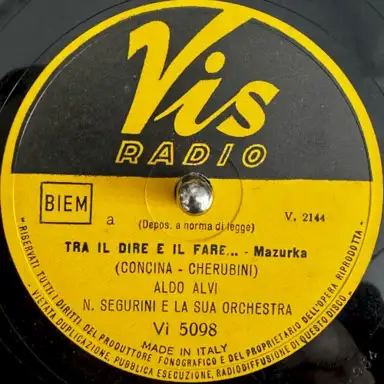 Vis
RADIO
BIEM
a
(Depos. a norma di legge)
V. 2144
TRA IL DIRE E IL FARE... - Mazurka
(CONCINA - CHERUBINI)
ALDO ALVI
N. SEGURINI E LA SUA ORCHESTRA
Vi 5098
MADE IN ITALY
- RISERVATI TUTTI I DIRITTI DEL PRODUTTORE FONOGRAFICO E DEL PROPRIETARIO DELL'OPERA RIPRODOTTA -
VIETATA DUPLICAZIONE, PUBBLICA ESECUZIONE, RADIODIFFUSIONE DI QUESTO DISCO